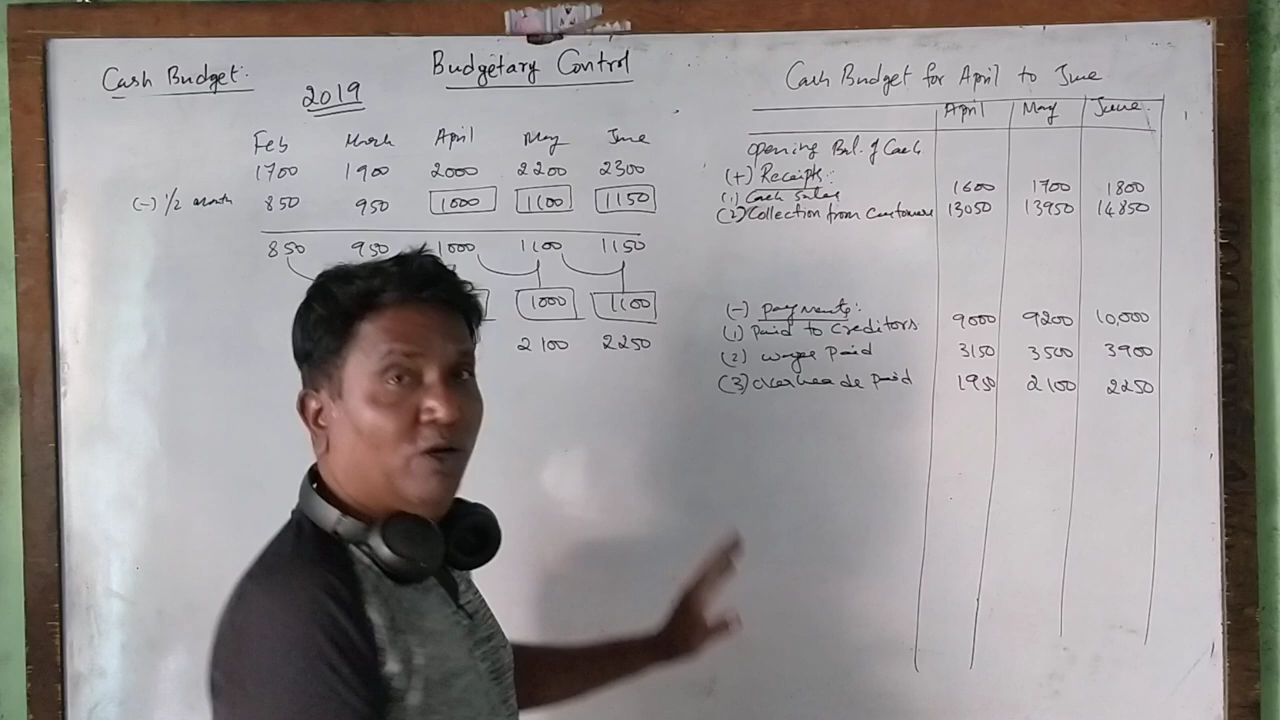 Cash Budget:
Budgetary Control
2019
Feb March April May June
1700 1900 2000 2200 2300
(-) 1/2 month 850 950 1000 1100 1150
850 950 1000 1100 1150
1000 1100
2100 2250
Cash Budget for April to June
April May June
Opening Bal. of Cash
(+) Receipts:
(1) Cash Sales 1600 1700 1800
(2) Collection from Customers 13050 13950 14850
(-) payments:
(1) Paid to Creditors 9000 9200 10,000
(2) wages Paid 3150 3500 3900
(3) overheads paid 1950 2100 2250